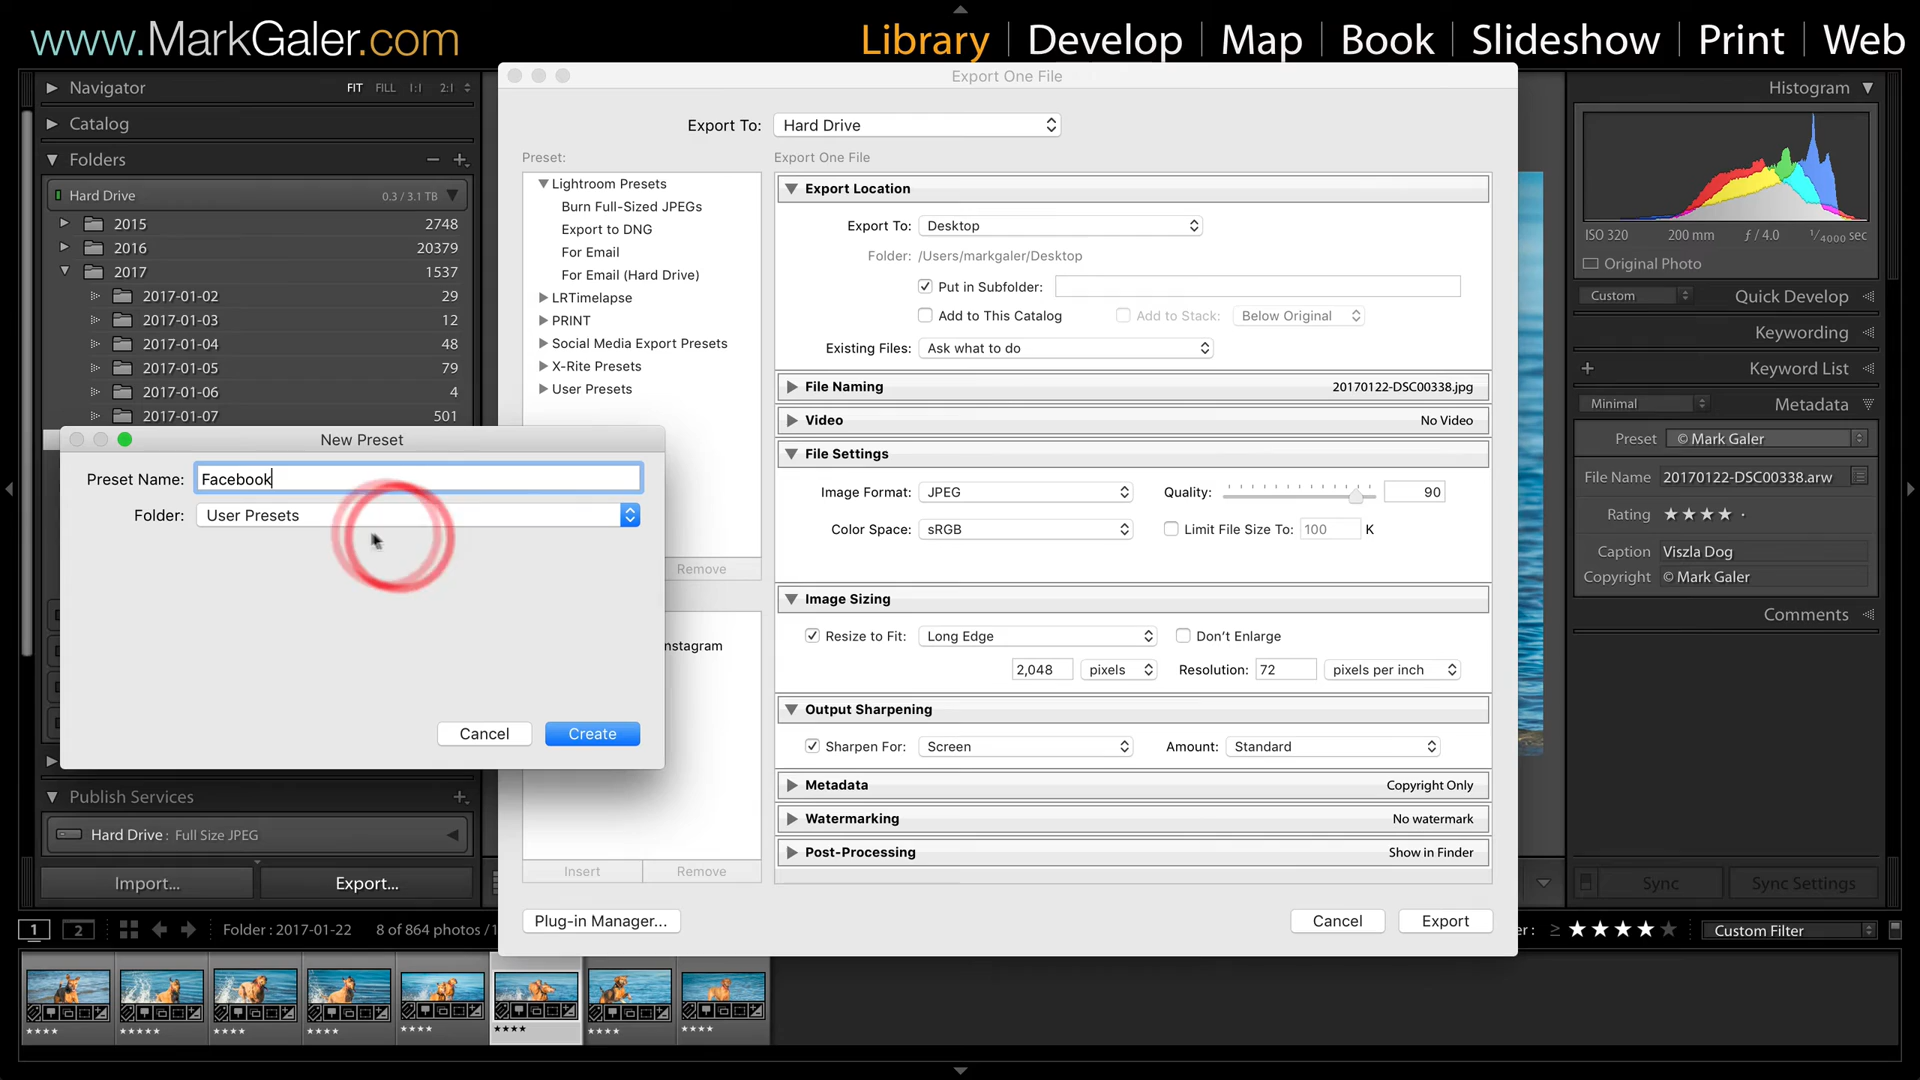 www.MarkGaler.com
Library | Develop | Map | Book | Slideshow | Print | Web
Navigator FIT FILL 1:1 2:1
Catalog
Folders
Hard Drive 0.3 / 3.1 TB
2015 2748
2016 20379
2017 1537
2017-01-02 29
2017-01-03 12
2017-01-04 48
2017-01-05 79
2017-01-06 4
2017-01-07 501
New Preset
Preset Name: Facebook
Folder: User Presets
Cancel Create
Publish Services
Hard Drive : Full Size JPEG
Import... Export...
Export One File
Export To: Hard Drive
Preset:
Lightroom Presets
Burn Full-Sized JPEGs
Export to DNG
For Email
For Email (Hard Drive)
LRTimelapse
PRINT
Social Media Export Presets
X-Rite Presets
User Presets
Remove
nstagram
Insert Remove
Export One File
Export Location
Export To: Desktop
Folder: /Users/markgaler/Desktop
Put in Subfolder:
Add to This Catalog Add to Stack: Below Original
Existing Files: Ask what to do
File Naming 20170122-DSC00338.jpg
Video No Video
File Settings
Image Format: JPEG Quality: 90
Color Space: sRGB Limit File Size To: 100 K
Image Sizing
Resize to Fit: Long Edge Don't Enlarge
2,048 pixels Resolution: 72 pixels per inch
Output Sharpening
Sharpen For: Screen Amount: Standard
Metadata Copyright Only
Watermarking No watermark
Post-Processing Show in Finder
Plug-in Manager... Cancel Export
Histogram
ISO 320 200 mm ƒ / 4.0 1/4000 sec
Original Photo
Custom Quick Develop
Keywording
Keyword List
Minimal Metadata
Preset © Mark Galer
File Name 20170122-DSC00338.arw
Rating
Caption Viszla Dog
Copyright © Mark Galer
Comments
Sync Sync Settings
1 2 Folder : 2017-01-22 8 of 864 photos / 1 er : ≥ Custom Filter